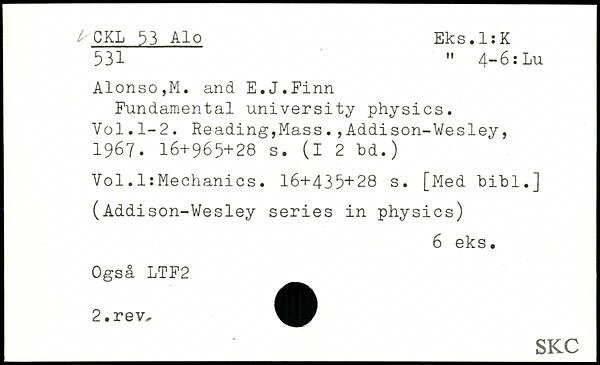 CKL 53 Alo Eks.1:K
531 " 4-6:Lu
Alonso,M. and E.J.Finn
Fundamental university physics.
Vol.1-2. Reading,Mass.,Addison-Wesley,
1967. 16+965+28 s. (I 2 bd.)
Vol.1:Mechanics. 16+435+28 s. [Med bibl.]
(Addison-Wesley series in physics)
6 eks.
Også LTF2
2.rev.
SKC